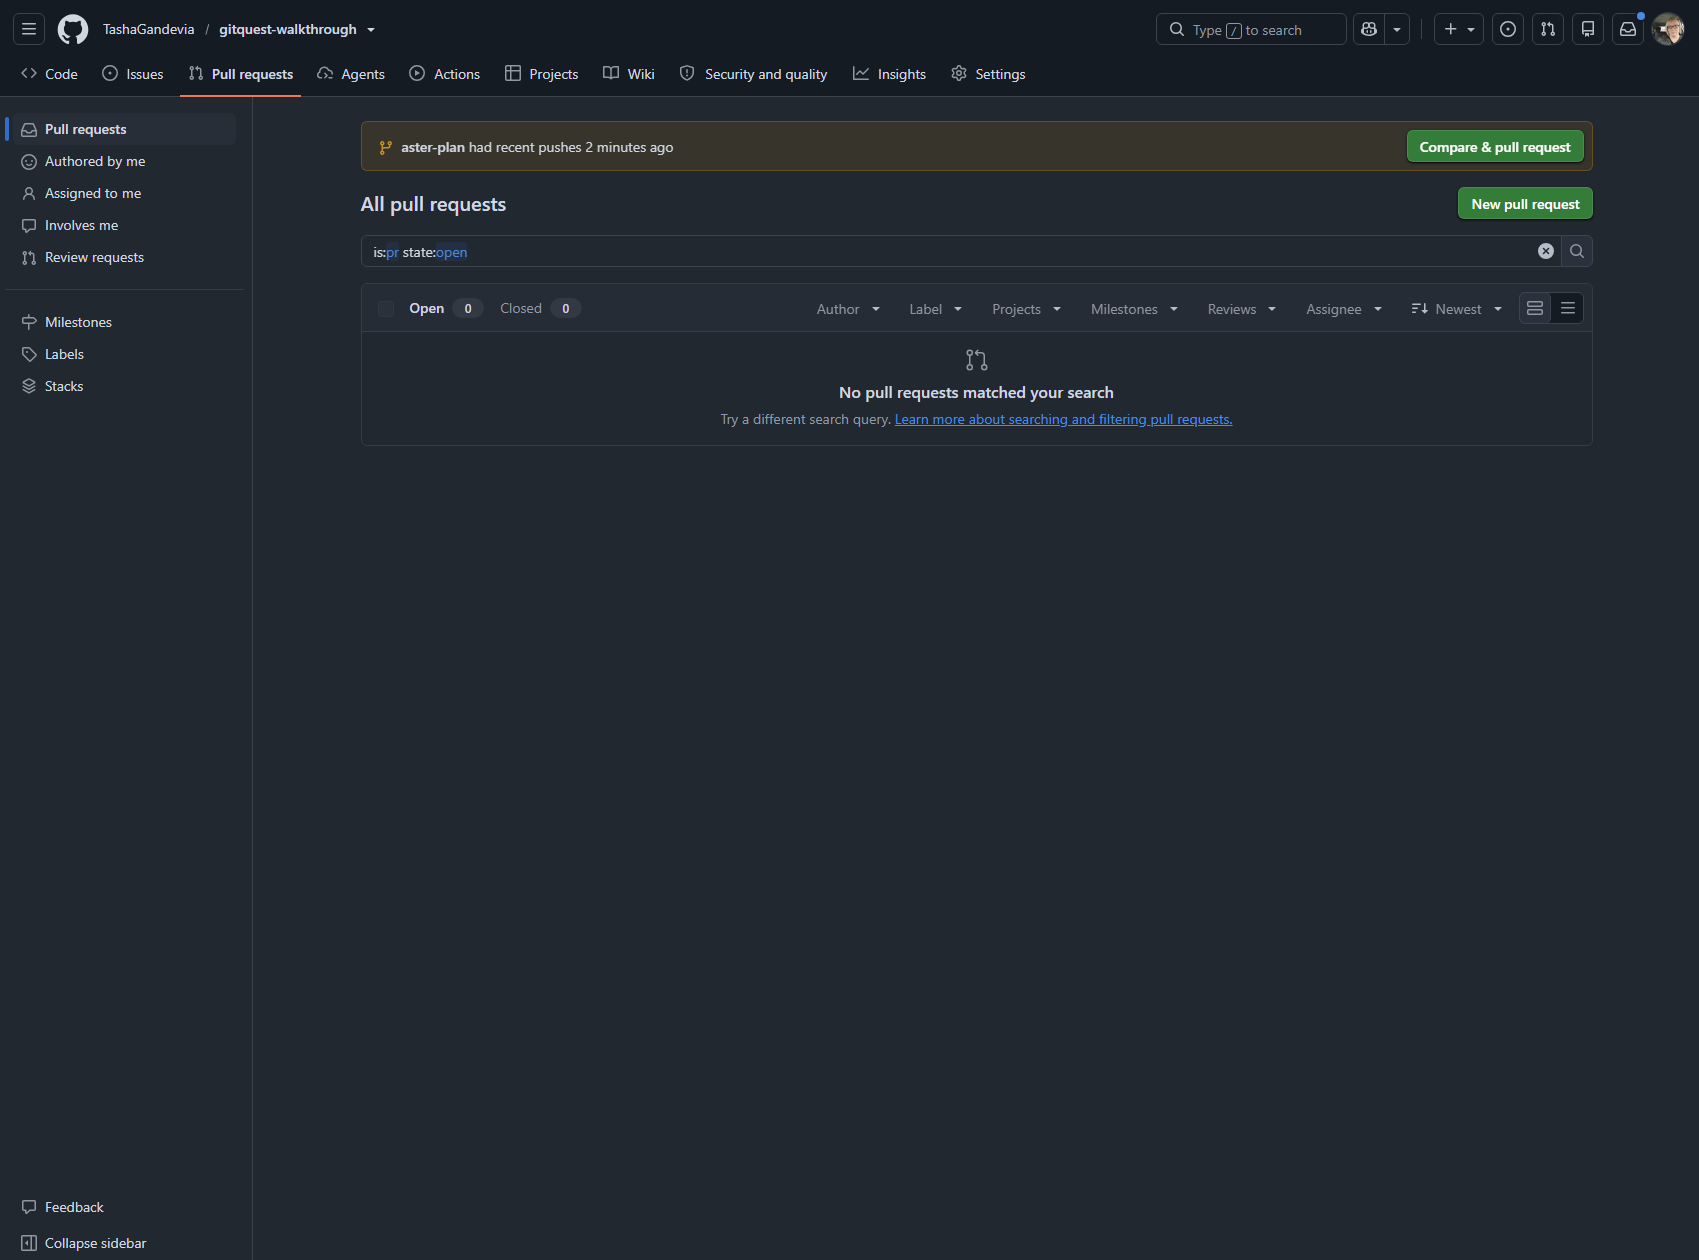 TashaGandevia / gitquest-walkthrough
Type / to search
Code
Issues
Pull requests
Agents
Actions
Projects
Wiki
Security and quality
Insights
Settings
Pull requests
Authored by me
Assigned to me
Involves me
Review requests
Milestones
Labels
Stacks
aster-plan had recent pushes 2 minutes ago
Compare & pull request
All pull requests
New pull request
is:pr state:open
Open 0
Closed 0
Author
Label
Projects
Milestones
Reviews
Assignee
Newest
No pull requests matched your search
Try a different search query. Learn more about searching and filtering pull requests.
Feedback
Collapse sidebar